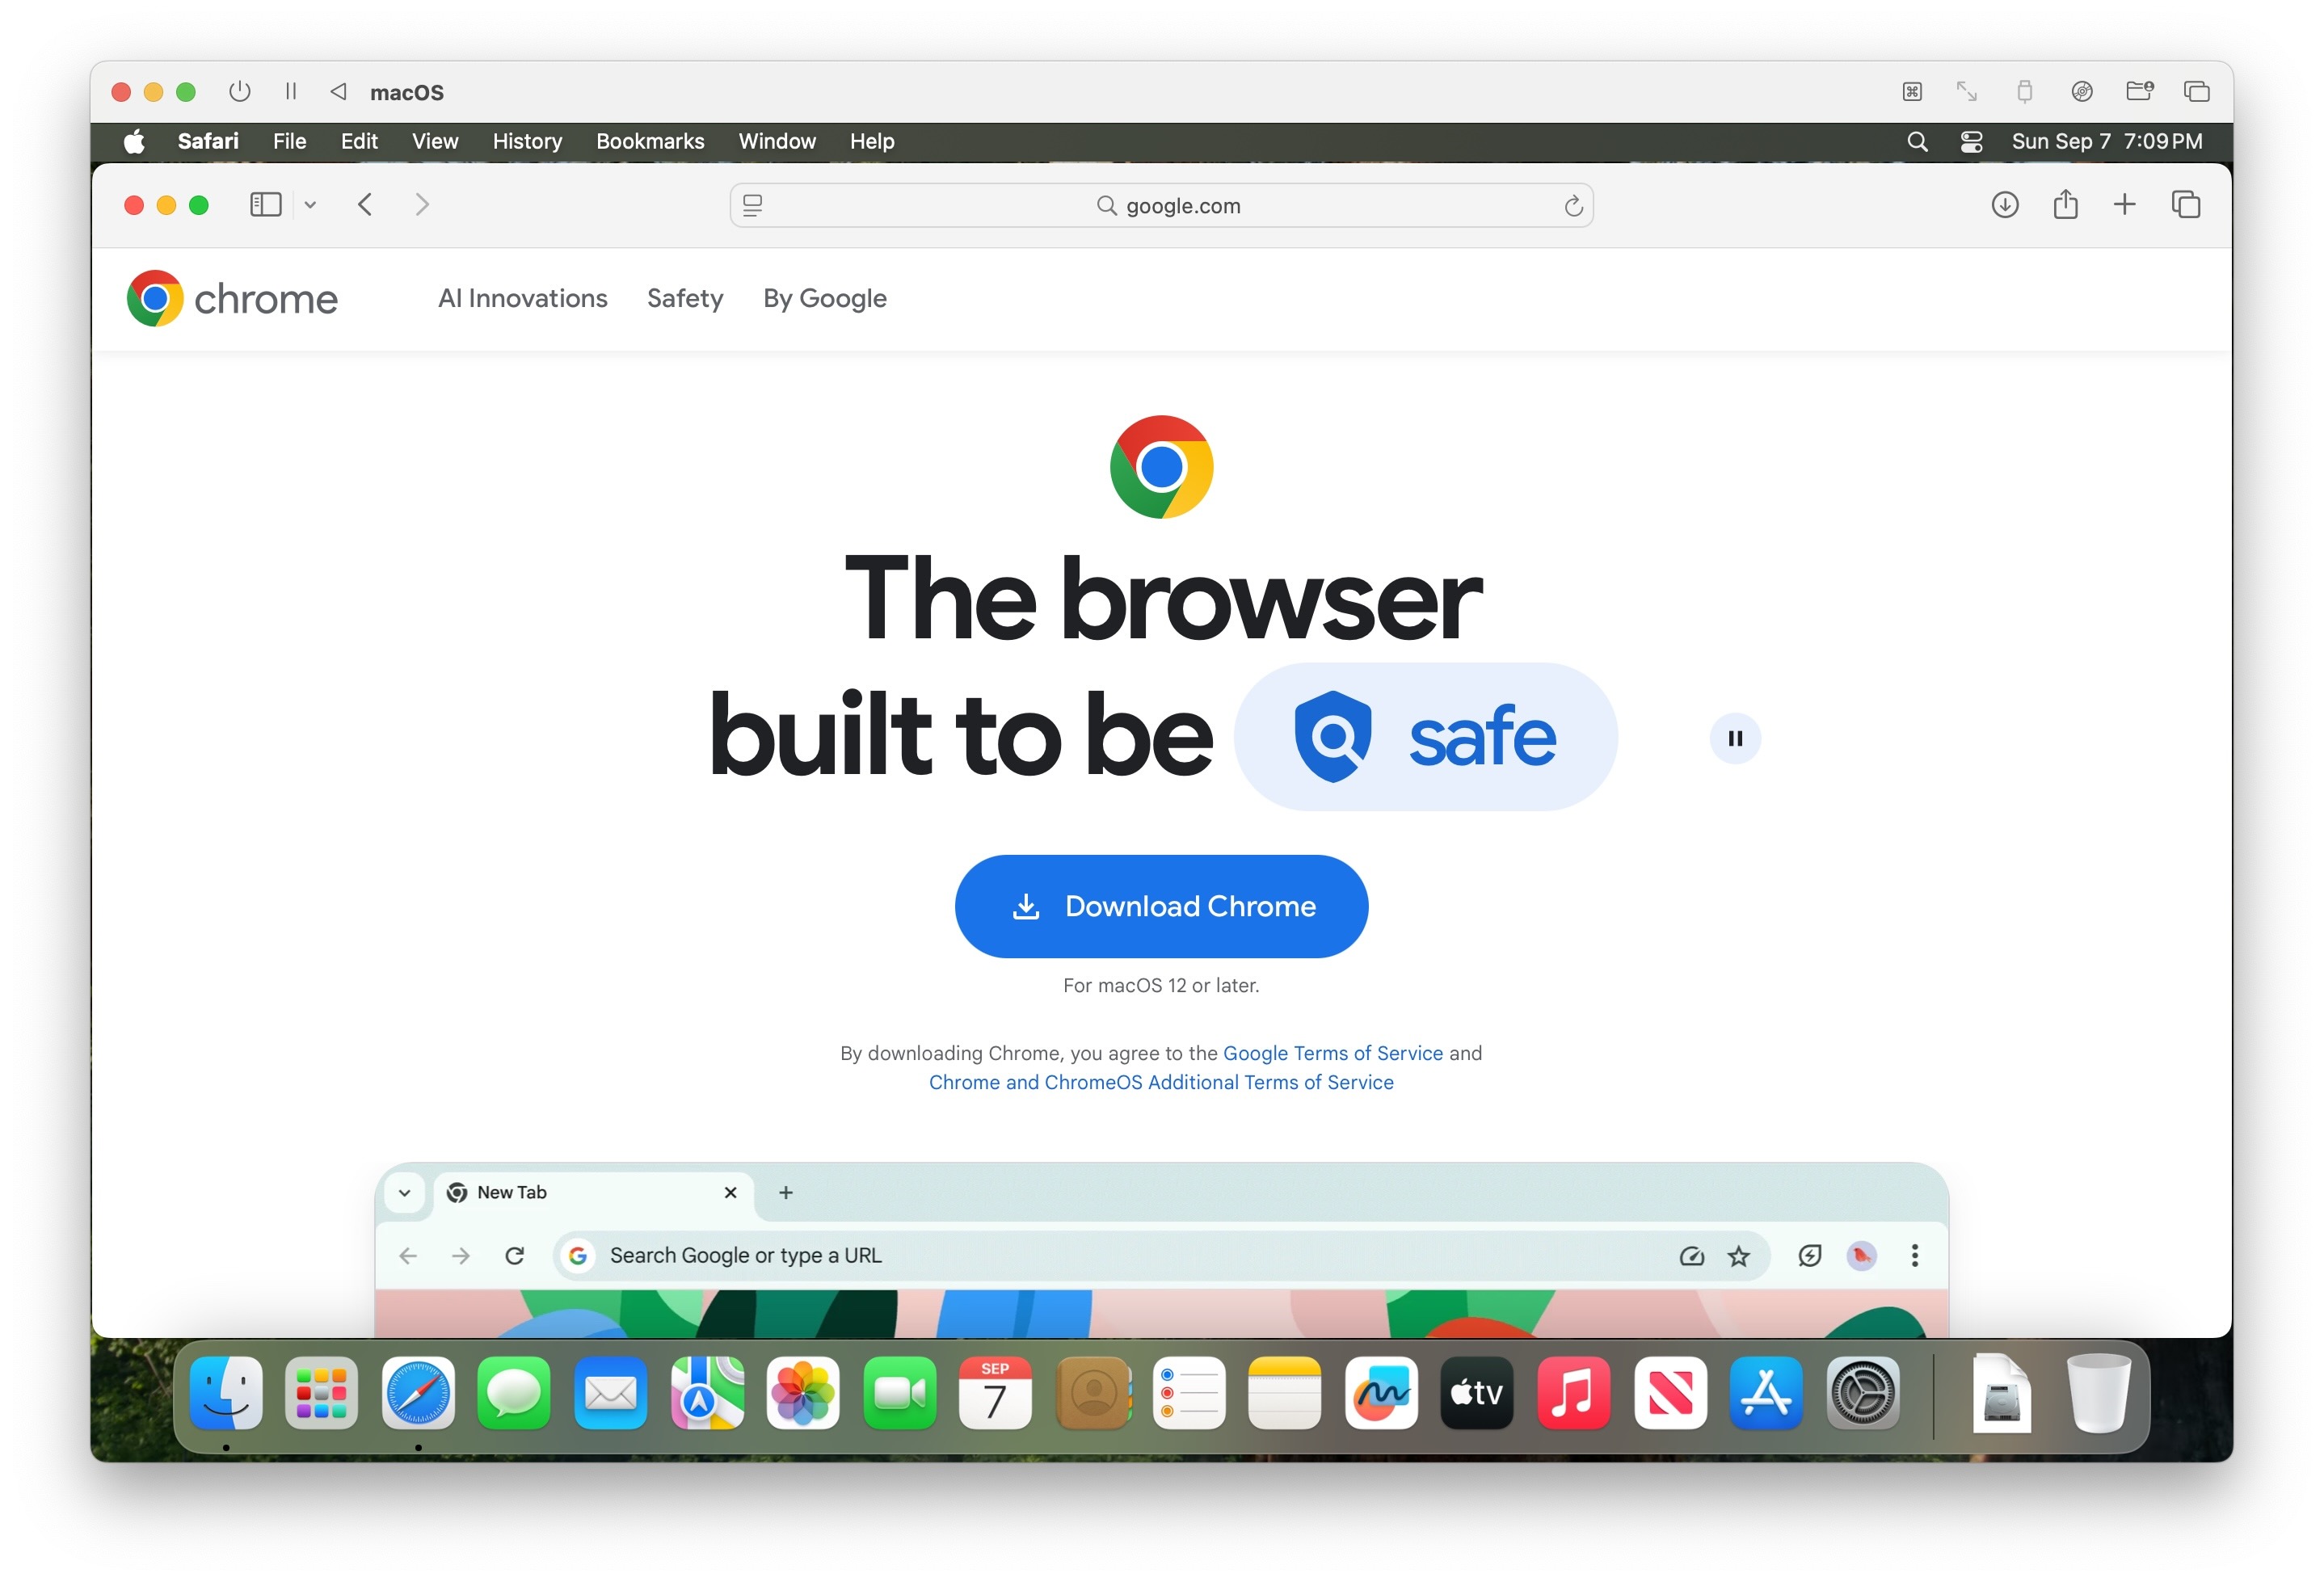 macOS
Safari File Edit View History Bookmarks Window Help Sun Sep 7 7:09 PM
google.com
chrome AI Innovations Safety By Google
The browser
built to be safe
Download Chrome
For macOS 12 or later.
By downloading Chrome, you agree to the Google Terms of Service and
Chrome and ChromeOS Additional Terms of Service
New Tab
Search Google or type a URL
SEP
7
tv